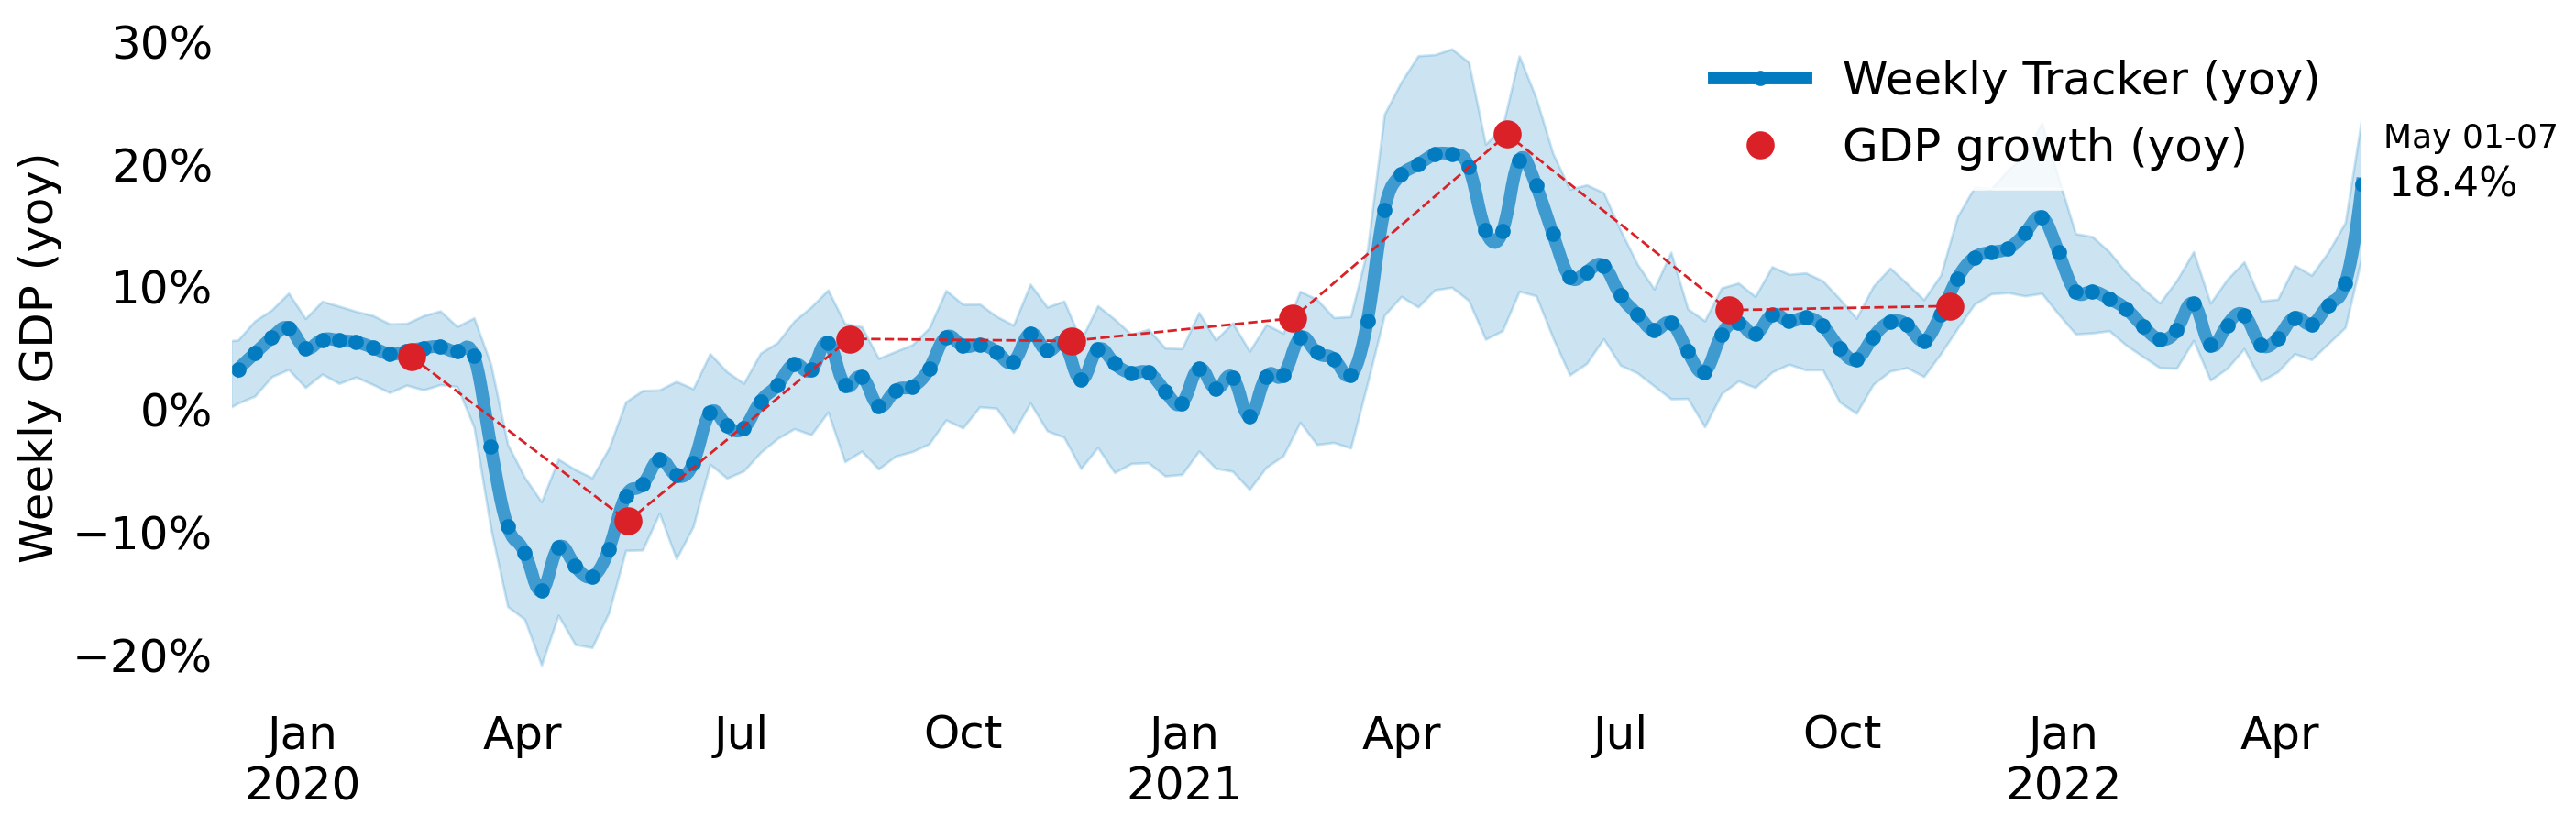 Weekly GDP (yoy)
30%
20%
10%
0%
−10%
−20%
Weekly Tracker (yoy)
GDP growth (yoy)
May 01-07
18.4%
Jan
2020
Apr
Jul
Oct
Jan
2021
Apr
Jul
Oct
Jan
2022
Apr